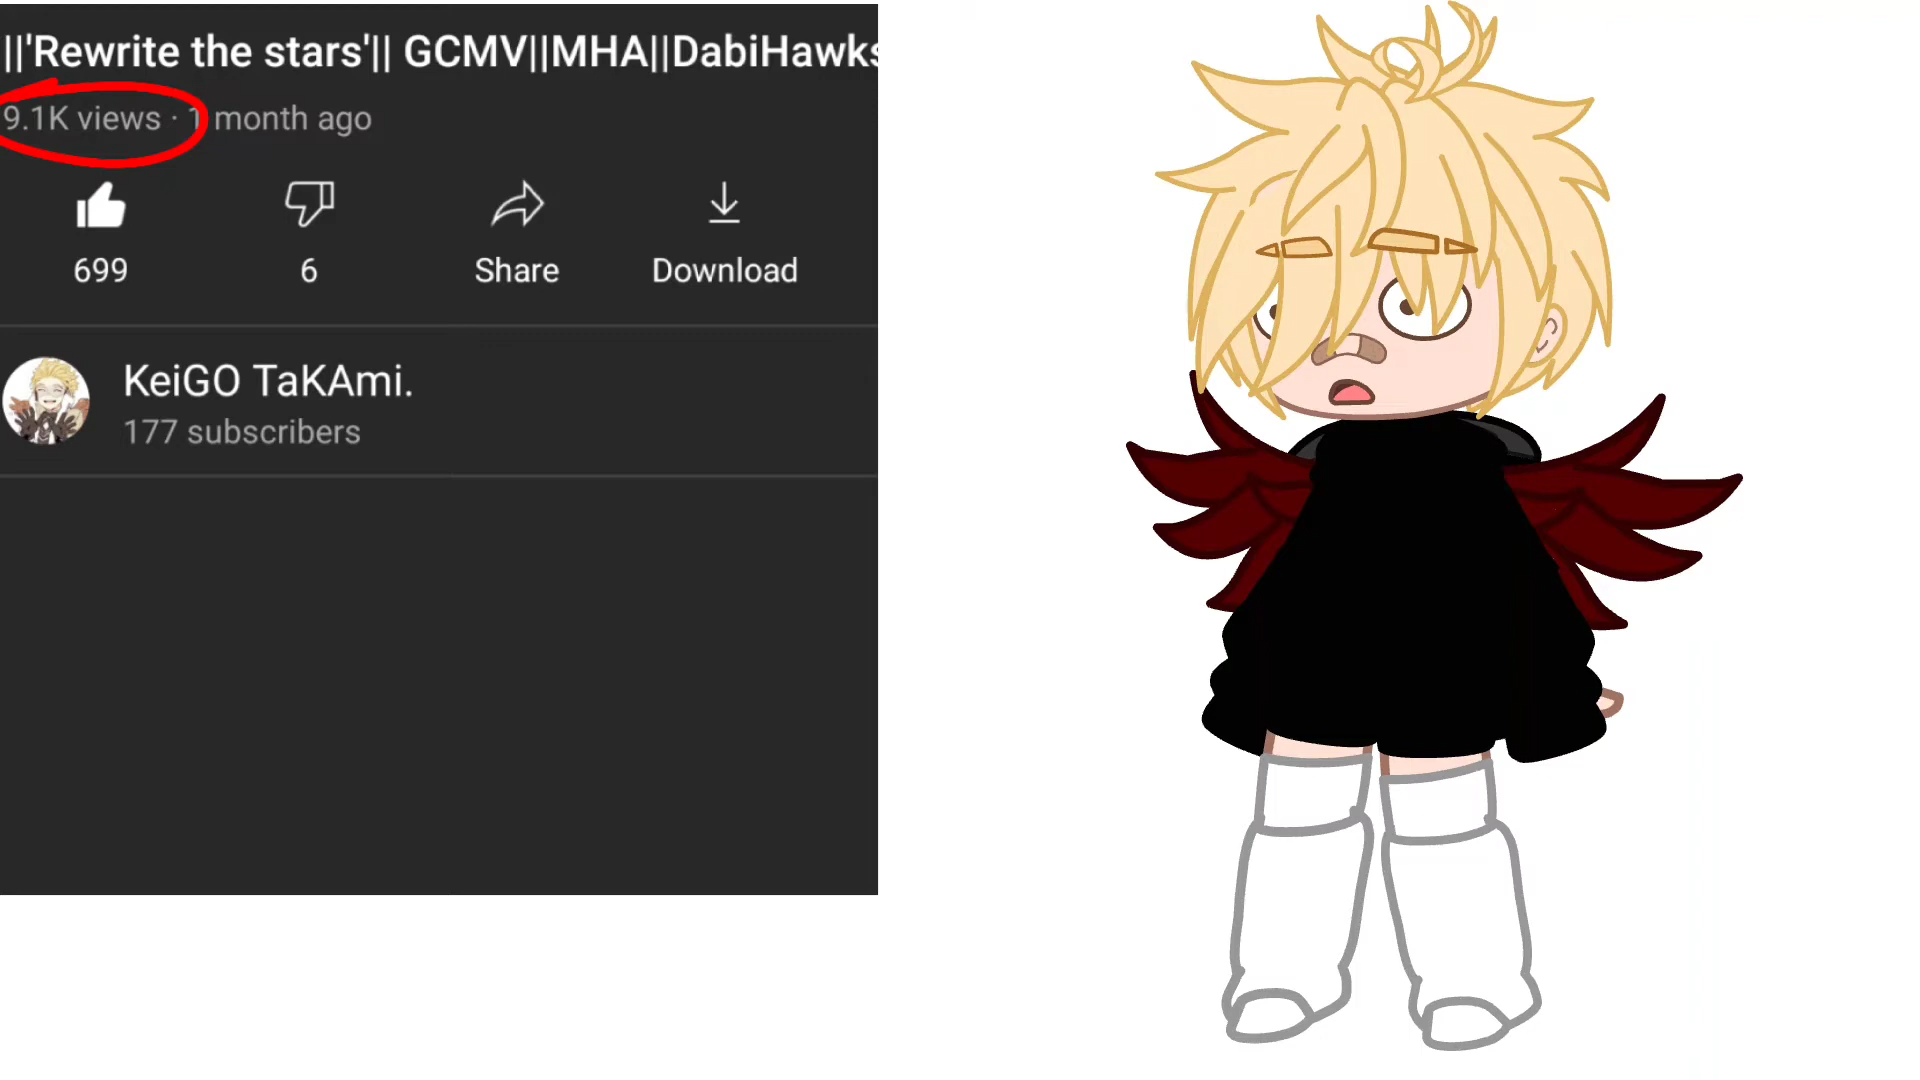 ||'Rewrite the stars'|| GCMV||MHA||DabiHawks
9.1K views · 1 month ago
699
6
Share
Download
KeiGO TaKAmi.
177 subscribers